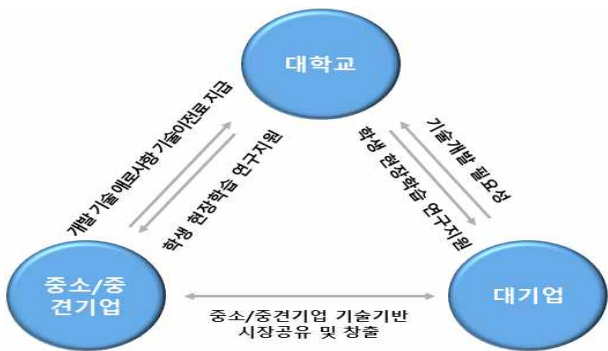 대학교
개발 기술 애로사항 기술이전료 지급
학생 현장학습 연구지원
학생 현장학습 연구지원
기술개발 필요성
중소/중
견기업
대기업
중소/중견기업 기술기반
시장공유 및 창출